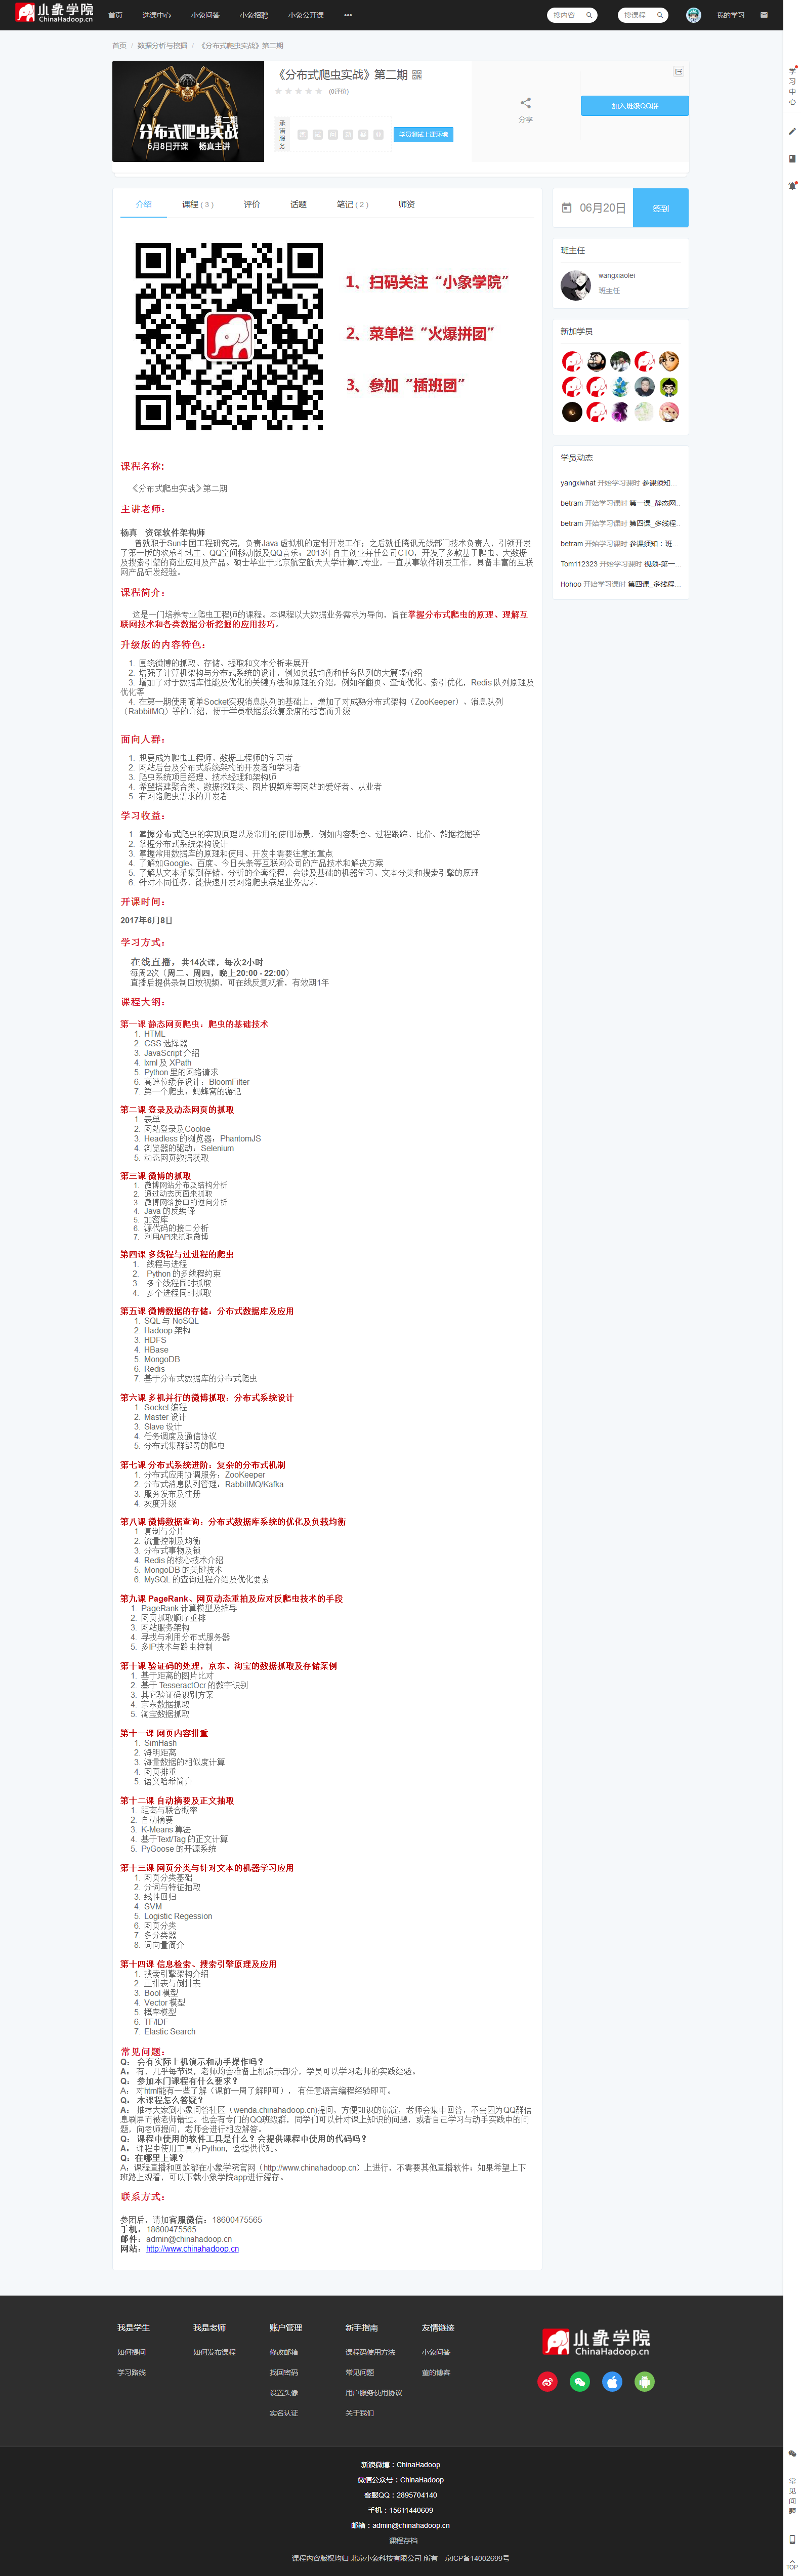 小象学院
ChinaHadoop.cn
首页 选课中心 小象问答 小象招聘 小象公开课 •••
搜内容 搜课程 我的学习
首页 / 数据分析与挖掘 / 《分布式爬虫实战》第二期
第二期
分布式爬虫实战
6月8日开课 杨真主讲
《分布式爬虫实战》第二期
(0评价)
承诺服务
学员测试上课环境
分享
加入班级QQ群
学习中心
介绍 课程 ( 3 ) 评价 话题 笔记 ( 2 ) 师资
06月20日 签到
1、扫码关注“小象学院”
2、菜单栏“火爆拼团”
3、参加“插班团”
班主任
wangxiaolei
班主任
新加学员
学员动态
yangxiwhat 开始学习课时 参课须知...
betram 开始学习课时 第一课_静态网...
betram 开始学习课时 第四课_多线程...
betram 开始学习课时 参课须知：班...
Tom112323 开始学习课时 视频-第一...
Hohoo 开始学习课时 第四课_多线程...
课程名称:
《分布式爬虫实战》第二期
主讲老师：
杨真 资深软件架构师
曾就职于Sun中国工程研究院，负责Java 虚拟机的定制开发工作；之后就任腾讯无线部门技术负责人，引领开发
了第一版的欢乐斗地主、QQ空间移动版及QQ音乐；2013年自主创业并任公司CTO，开发了多款基于爬虫、大数据
及搜索引擎的商业应用及产品。硕士毕业于北京航空航天大学计算机专业，一直从事软件研发工作，具备丰富的互联
网产品研发经验。
课程简介：
这是一门培养专业爬虫工程师的课程。本课程以大数据业务需求为导向，旨在掌握分布式爬虫的原理、理解互
联网技术和各类数据分析挖掘的应用技巧。
升级版的内容特色：
1. 围绕微博的抓取、存储、提取和文本分析来展开
2. 增强了计算机架构与分布式系统的设计，例如负载均衡和任务队列的大篇幅介绍
3. 增加了对于数据库性能及优化的关键方法和原理的介绍，例如深翻页、查询优化、索引优化，Redis 队列原理及
优化等
4. 在第一期使用简单Socket实现消息队列的基础上，增加了对成熟分布式架构（ZooKeeper）、消息队列
（RabbitMQ）等的介绍，便于学员根据系统复杂度的提高而升级
面向人群：
1. 想要成为爬虫工程师、数据工程师的学习者
2. 网站后台及分布式系统架构的开发者和学习者
3. 爬虫系统项目经理、技术经理和架构师
4. 希望搭建聚合类、数据挖掘类、图片视频库等网站的爱好者、从业者
5. 有网络爬虫需求的开发者
学习收益：
1. 掌握分布式爬虫的实现原理以及常用的使用场景，例如内容聚合、过程跟踪、比价、数据挖掘等
2. 掌握分布式系统架构设计
3. 掌握常用数据库的原理和使用、开发中需要注意的重点
4. 了解如Google、百度、今日头条等互联网公司的产品技术和解决方案
5. 了解从文本采集到存储、分析的全套流程，会涉及基础的机器学习、文本分类和搜索引擎的原理
6. 针对不同任务，能快速开发网络爬虫满足业务需求
开课时间：
2017年6月8日
学习方式：
在线直播，共14次课，每次2小时
每周2次（周二、周四，晚上20:00 - 22:00）
直播后提供录制回放视频，可在线反复观看，有效期1年
课程大纲：
第一课 静态网页爬虫：爬虫的基础技术
1. HTML
2. CSS 选择器
3. JavaScript 介绍
4. lxml 及 XPath
5. Python 里的网络请求
6. 高速位缓存设计：BloomFilter
7. 第一个爬虫：蚂蜂窝的游记
第二课 登录及动态网页的抓取
1. 表单
2. 网站登录及Cookie
3. Headless 的浏览器：PhantomJS
4. 浏览器的驱动：Selenium
5. 动态网页数据获取
第三课 微博的抓取
1. 微博网站分布及结构分析
2. 通过动态页面来抓取
3. 微博网络接口的逆向分析
4. Java 的反编译
5. 加密库
6. 源代码的接口分析
7. 利用API来抓取微博
第四课 多线程与过进程的爬虫
1. 线程与进程
2. Python 的多线程约束
3. 多个线程同时抓取
4. 多个进程同时抓取
第五课 微博数据的存储：分布式数据库及应用
1. SQL 与 NoSQL
2. Hadoop 架构
3. HDFS
4. HBase
5. MongoDB
6. Redis
7. 基于分布式数据库的分布式爬虫
第六课 多机并行的微博抓取：分布式系统设计
1. Socket 编程
2. Master 设计
3. Slave 设计
4. 任务调度及通信协议
5. 分布式集群部署的爬虫
第七课 分布式系统进阶：复杂的分布式机制
1. 分布式应用协调服务，ZooKeeper
2. 分布式消息队列管理，RabbitMQ/Kafka
3. 服务发布及注册
4. 灰度升级
第八课 微博数据查询：分布式数据库系统的优化及负载均衡
1. 复制与分片
2. 流量控制及均衡
3. 分布式事物及锁
4. Redis 的核心技术介绍
5. MongoDB 的关键技术
6. MySQL 的查询过程介绍及优化要素
第九课 PageRank、网页动态重拍及应对反爬虫技术的手段
1. PageRank 计算模型及推导
2. 网页抓取顺序重排
3. 网站服务架构
4. 寻找与利用分布式服务器
5. 多IP技术与路由控制
第十课 验证码的处理，京东、淘宝的数据抓取及存储案例
1. 基于距离的图片比对
2. 基于 TesseractOcr 的数字识别
3. 其它验证码识别方案
4. 京东数据抓取
5. 淘宝数据抓取
第十一课 网页内容排重
1. SimHash
2. 海明距离
3. 海量数据的相似度计算
4. 网页排重
5. 语义哈希简介
第十二课 自动摘要及正文抽取
1. 距离与联合概率
2. 自动摘要
3. K-Means 算法
4. 基于Text/Tag 的正文计算
5. PyGoose 的开源系统
第十三课 网页分类与针对文本的机器学习应用
1. 网页分类基础
2. 分词与特征抽取
3. 线性回归
4. SVM
5. Logistic Regession
6. 网页分类
7. 多分类器
8. 词向量简介
第十四课 信息检索、搜索引擎原理及应用
1. 搜索引擎架构介绍
2. 正排表与倒排表
3. Bool 模型
4. Vector 模型
5. 概率模型
6. TF/IDF
7. Elastic Search
常见问题：
Q： 会有实际上机演示和动手操作吗？
A： 有，几乎每节课，老师均会准备上机演示部分，学员可以学习老师的实践经验。
Q： 参加本门课程有什么要求？
A： 对html能有一些了解（课前一周了解即可），有任意语言编程经验即可。
Q： 本课程怎么答疑？
A： 推荐大家到小象问答社区（wenda.chinahadoop.cn)提问，方便知识的沉淀，老师会集中回答，不会因为QQ群信
息刷屏而被老师错过。也会有专门的QQ班级群，同学们可以针对课上知识的问题，或者自己学习与动手实践中的问
题，向老师提问，老师会进行相应解答。
Q： 课程中使用的软件工具是什么？会提供课程中使用的代码吗？
A： 课程中使用工具为Python，会提供代码。
Q：在哪里上课？
A：课程直播和回放都在小象学院官网（http://www.chinahadoop.cn）上进行，不需要其他直播软件；如果希望上下
班路上观看，可以下载小象学院app进行缓存。
联系方式：
参团后，请加客服微信：18600475565
手机：18600475565
邮件：admin@chinahadoop.cn
网站：http://www.chinahadoop.cn
我是学生 我是老师 账户管理 新手指南 友情链接
如何提问 如何发布课程 修改邮箱 课程码使用方法 小象问答
学习路线 找回密码 常见问题 董的博客
设置头像 用户服务使用协议
实名认证 关于我们
小象学院
ChinaHadoop.cn
新浪微博：ChinaHadoop
微信公众号：ChinaHadoop
客服QQ：2895704140
手机：15611440609
邮箱：admin@chinahadoop.cn
课程存档
课程内容版权均归 北京小象科技有限公司 所有 京ICP备14002699号
常见问题
TOP